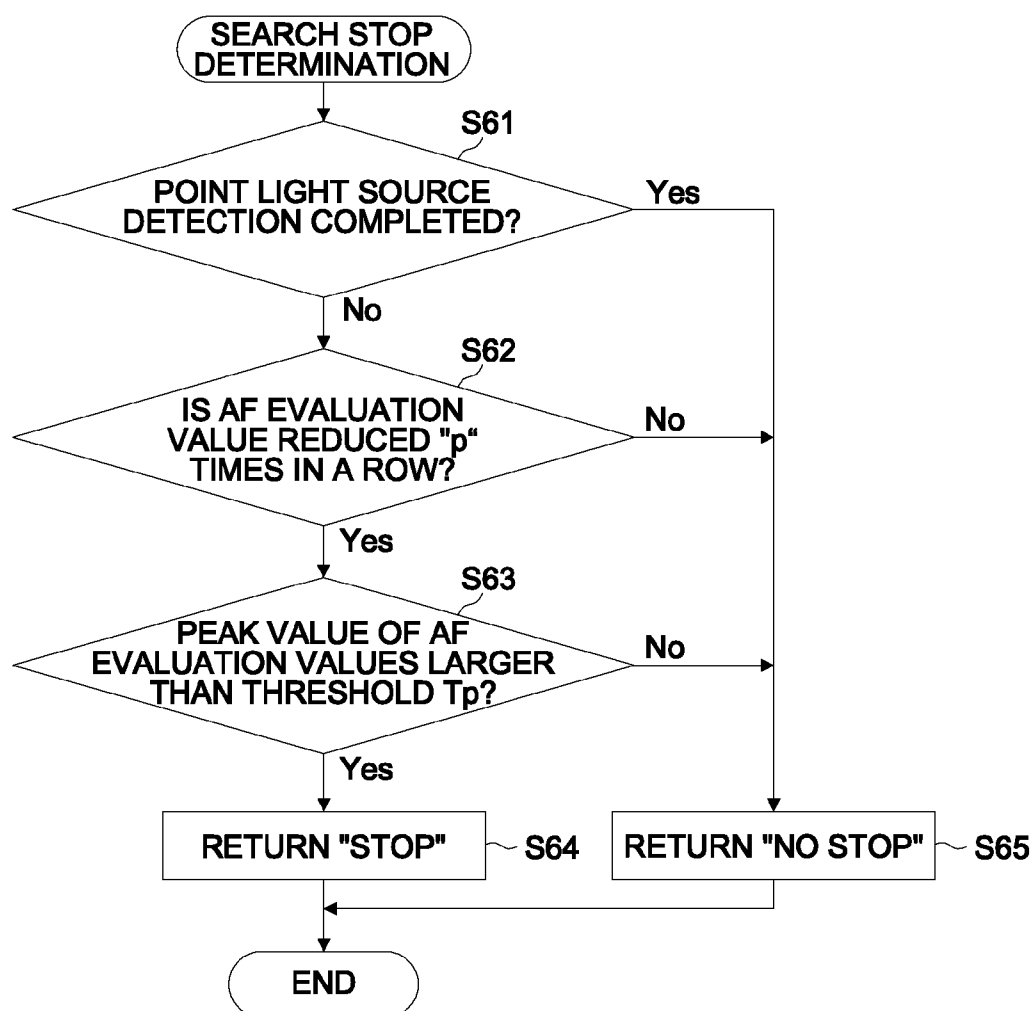 SEARCH STOP
DETERMINATION
S61
POINT LIGHT SOURCE
DETECTION COMPLETED?
Yes
No
S62
IS AF EVALUATION
VALUE REDUCED "p“
TIMES IN A ROW?
No
Yes
S63
PEAK VALUE OF AF
EVALUATION VALUES LARGER
THAN THRESHOLD Tp?
No
Yes
RETURN "STOP"
S64
RETURN "NO STOP"
S65
END